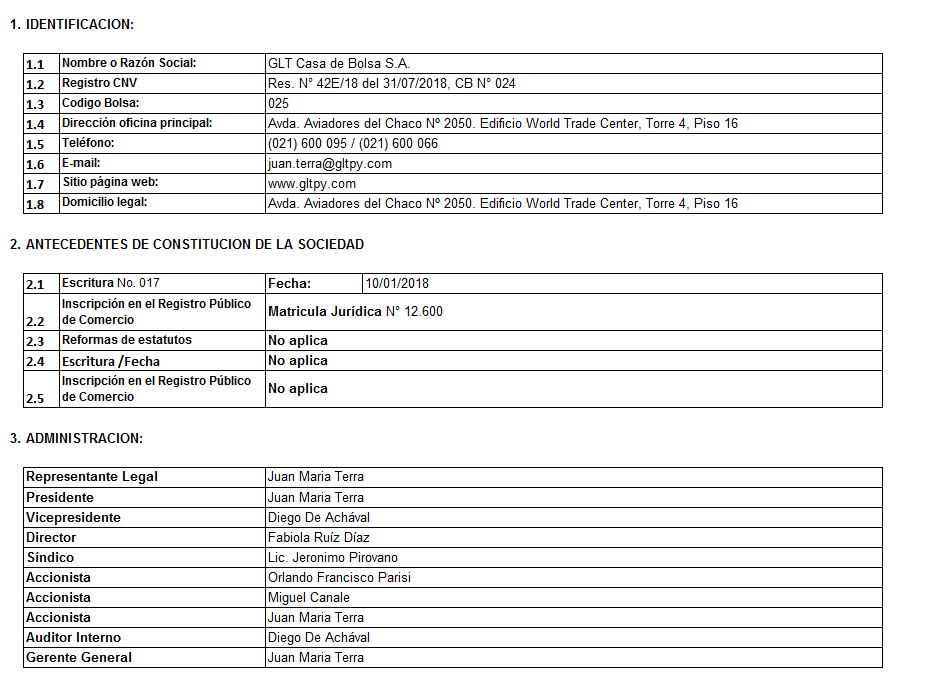 1. IDENTIFICACION:
1.1 Nombre o Razón Social: GLT Casa de Bolsa S.A.
1.2 Registro CNV Res. N° 42E/18 del 31/07/2018, CB N° 024
1.3 Codigo Bolsa: 025
1.4 Dirección oficina principal: Avda. Aviadores del Chaco Nº 2050. Edificio World Trade Center, Torre 4, Piso 16
1.5 Teléfono: (021) 600 095 / (021) 600 066
1.6 E-mail: juan.terra@gltpy.com
1.7 Sitio página web: www.gltpy.com
1.8 Domicilio legal: Avda. Aviadores del Chaco Nº 2050. Edificio World Trade Center, Torre 4, Piso 16
2. ANTECEDENTES DE CONSTITUCION DE LA SOCIEDAD
2.1 Escritura No. 017 Fecha: 10/01/2018
2.2 Inscripción en el Registro Público
de Comercio Matricula Jurídica N° 12.600
2.3 Reformas de estatutos No aplica
2.4 Escritura /Fecha No aplica
2.5 Inscripción en el Registro Público
de Comercio No aplica
3. ADMINISTRACION:
Representante Legal Juan Maria Terra
Presidente Juan Maria Terra
Vicepresidente Diego De Achával
Director Fabiola Ruíz Díaz
Síndico Lic. Jeronimo Pirovano
Accionista Orlando Francisco Parisi
Accionista Miguel Canale
Accionista Juan Maria Terra
Auditor Interno Diego De Achával
Gerente General Juan Maria Terra